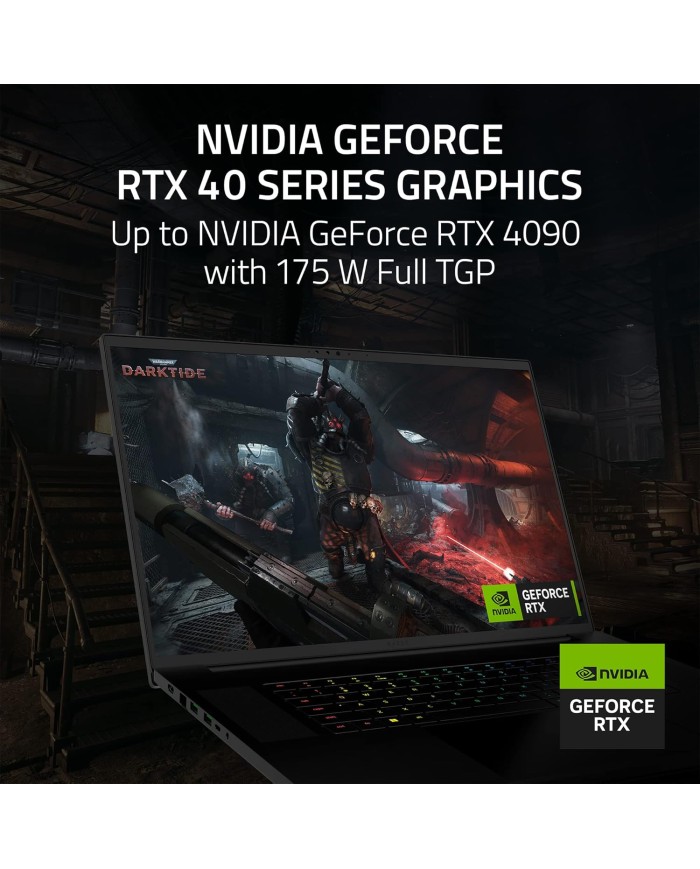 NVIDIA GEFORCE
RTX 40 SERIES GRAPHICS
Up to NVIDIA GeForce RTX 4090
with 175 W Full TGP
DARKTIDE
NVIDIA
GEFORCE
RTX
NVIDIA
GEFORCE
RTX